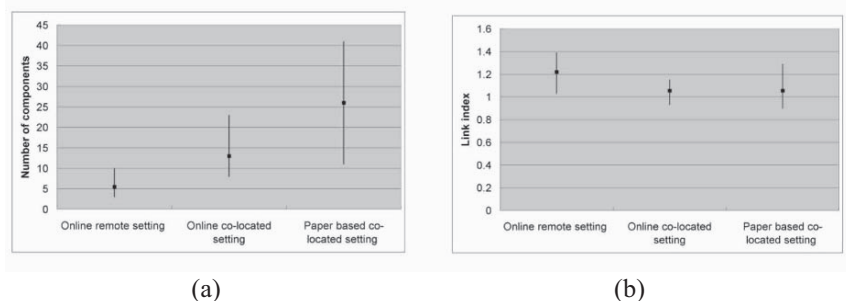 45
40
35
30
25
20
15
10
5
0
Number of components
Online remote setting
Online co-located
setting
Paper based co-
located setting
(a)
1.6
1.4
1.2
1
0.8
0.6
0.4
0.2
0
Link index
Online remote setting
Online co-located
setting
Paper based co-
located setting
(b)